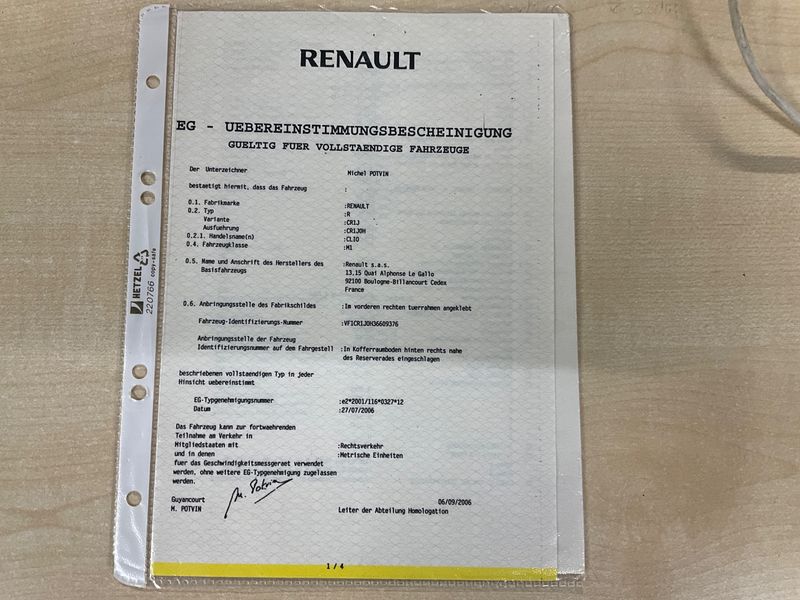 RENAULT
EG - UEBEREINSTIMMUNGSBESCHEINIGUNG
GUELTIG FUER VOLLSTAENDIGE FAHRZEUGE
Der Unterzeichner Michel POTVIN
bestaetigt hiermit, dass das Fahrzeug :
0.1. Fabrikmarke :RENAULT
0.2. Typ :R
Variante :CR1J
Ausfuehrung :CR1J0H
0.2.1. Handelsname(n) :CLIO
0.4. Fahrzeugklasse :M1
0.5. Name und Anschrift des Herstellers des :Renault s.a.s.
Basisfahrzeugs 13.15 Quai Alphonse Le Gallo
92100 Boulogne-Billancourt Cedex
France
0.6. Anbringungsstelle des Fabrikschildes :Im vorderen rechten tuerrahmen angeklebt
Fahrzeug-Identifizierungs-Nummer :VF1CR1J0H36609376
Anbringungsstelle der Fahrzeug
Identifizierungsnummer auf dem Fahrgestell :In Kofferraumboden hinten rechts nahe
des Reserverades eingeschlagen
beschriebenen vollstaendigen Typ in jeder
Hinsicht uebereinstimmt
EG-Typgenehmigungsnummer :e2*2001/116*0327*12
Datum :27/07/2006
Das Fahrzeug kann zur fortwaehrenden
Teilnahme am Verkehr in
Mitgliedstaaten mit :Rechtsverkehr
und in denen :Metrische Einheiten
fuer das Geschwindigkeitsmessgeraet verwendet
werden, ohne weitere EG-Typgenehmigung zugelassen
werden.
M. Potvin
Guyancourt 06/09/2006
M. POTVIN Leiter der Abteilung Homologation
1 / 4
HETZEL
220766 copy-safe